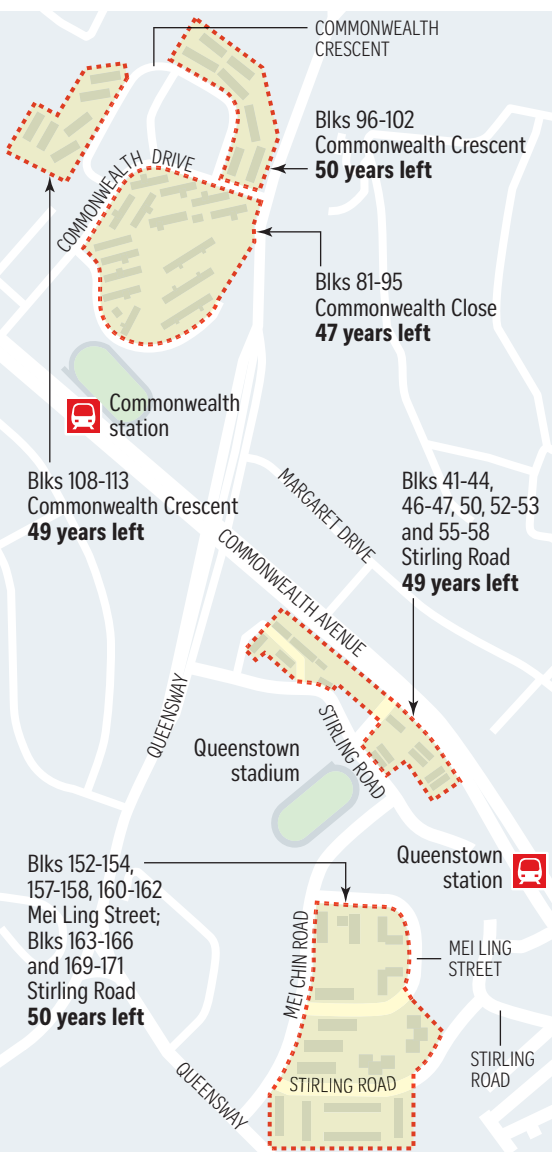 COMMONWEALTH
CRESCENT
Blks 96-102
Commonwealth Crescent
50 years left
COMMONWEALTH DRIVE
Blks 81-95
Commonwealth Close
47 years left
Commonwealth
station
Blks 108-113
Commonwealth Crescent
49 years left
MARGARET DRIVE
Blks 41-44,
46-47, 50, 52-53
and 55-58
Stirling Road
49 years left
COMMONWEALTH AVENUE
QUEENSWAY
STIRLING ROAD
Queenstown
stadium
Queenstown
station
Blks 152-154,
157-158, 160-162
Mei Ling Street;
Blks 163-166
and 169-171
Stirling Road
50 years left
MEI CHIN ROAD
MEI LING
STREET
STIRLING
ROAD
QUEENSWAY
STIRLING ROAD